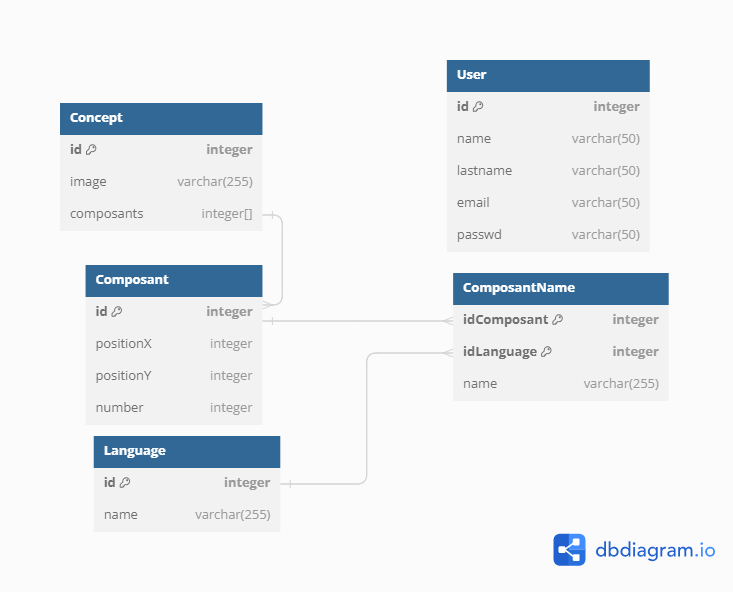 Concept
id integer
image varchar(255)
composants integer[]
User
id integer
name varchar(50)
lastname varchar(50)
email varchar(50)
passwd varchar(50)
Composant
id integer
positionX integer
positionY integer
number integer
ComposantName
idComposant integer
idLanguage integer
name varchar(255)
Language
id integer
name varchar(255)
dbdiagram.io